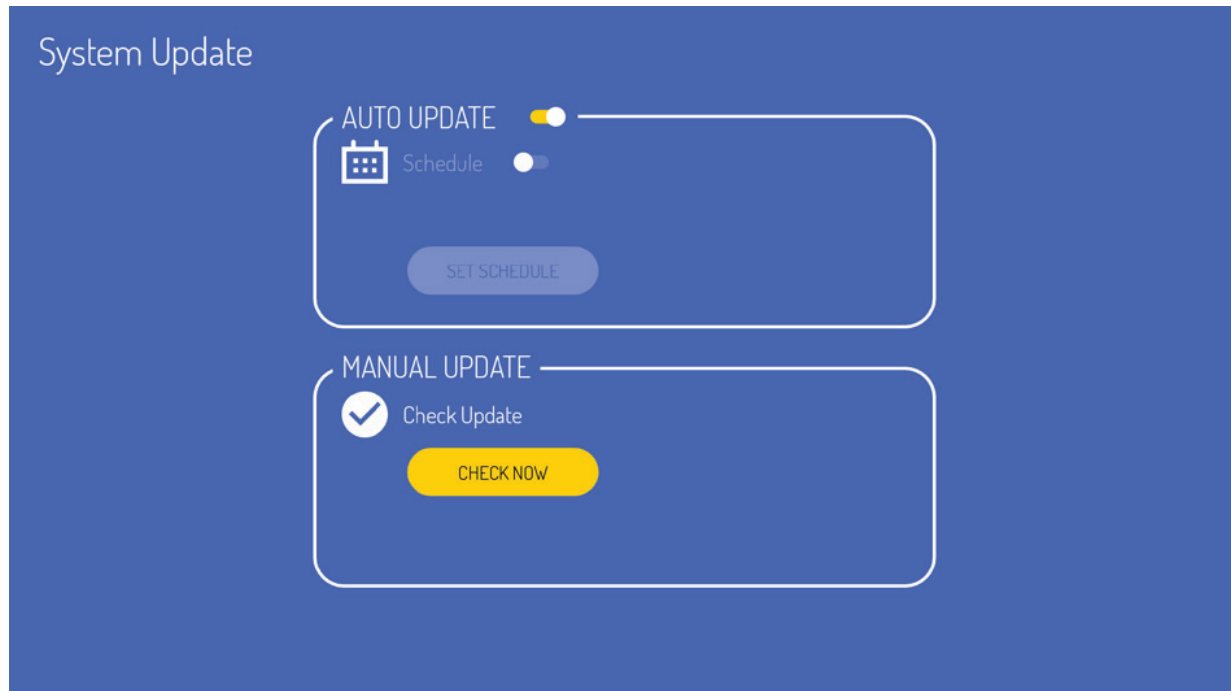 System Update
AUTO UPDATE
Schedule
SET SCHEDULE
MANUAL UPDATE
Check Update
CHECK NOW